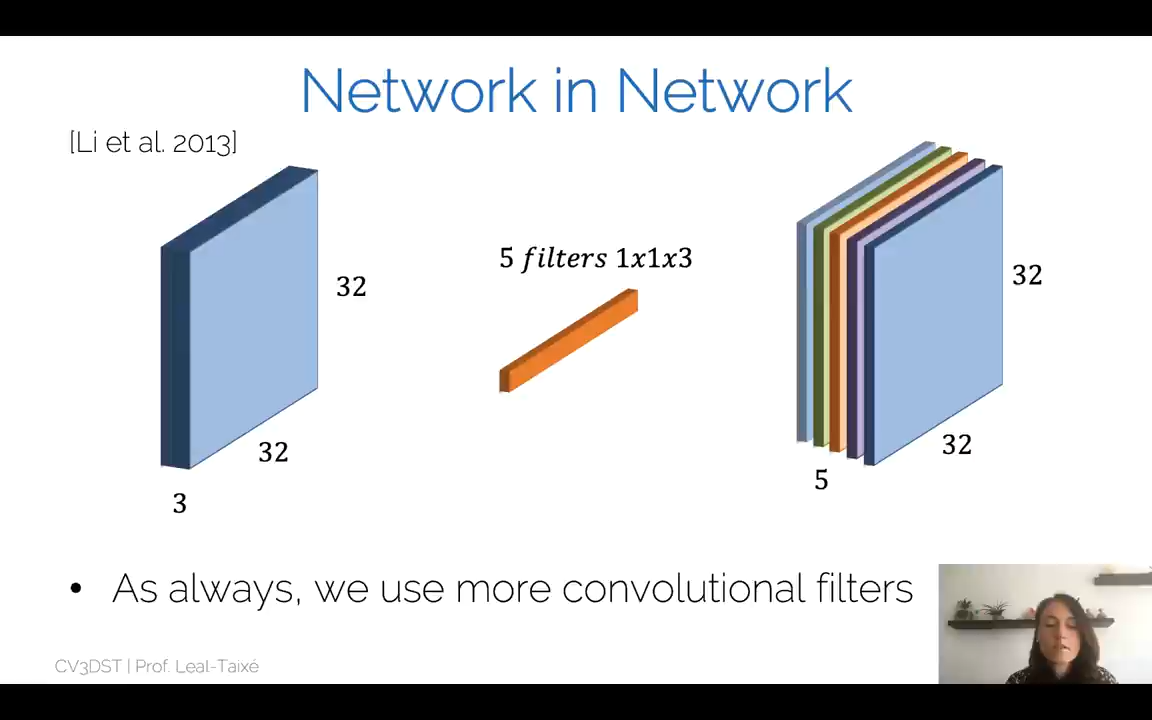 Network in Network
[Li et al. 2013]
32
32
3
5 filters 1x1x3
32
32
5
• As always, we use more convolutional filters
CV3DST | Prof. Leal-Taixé